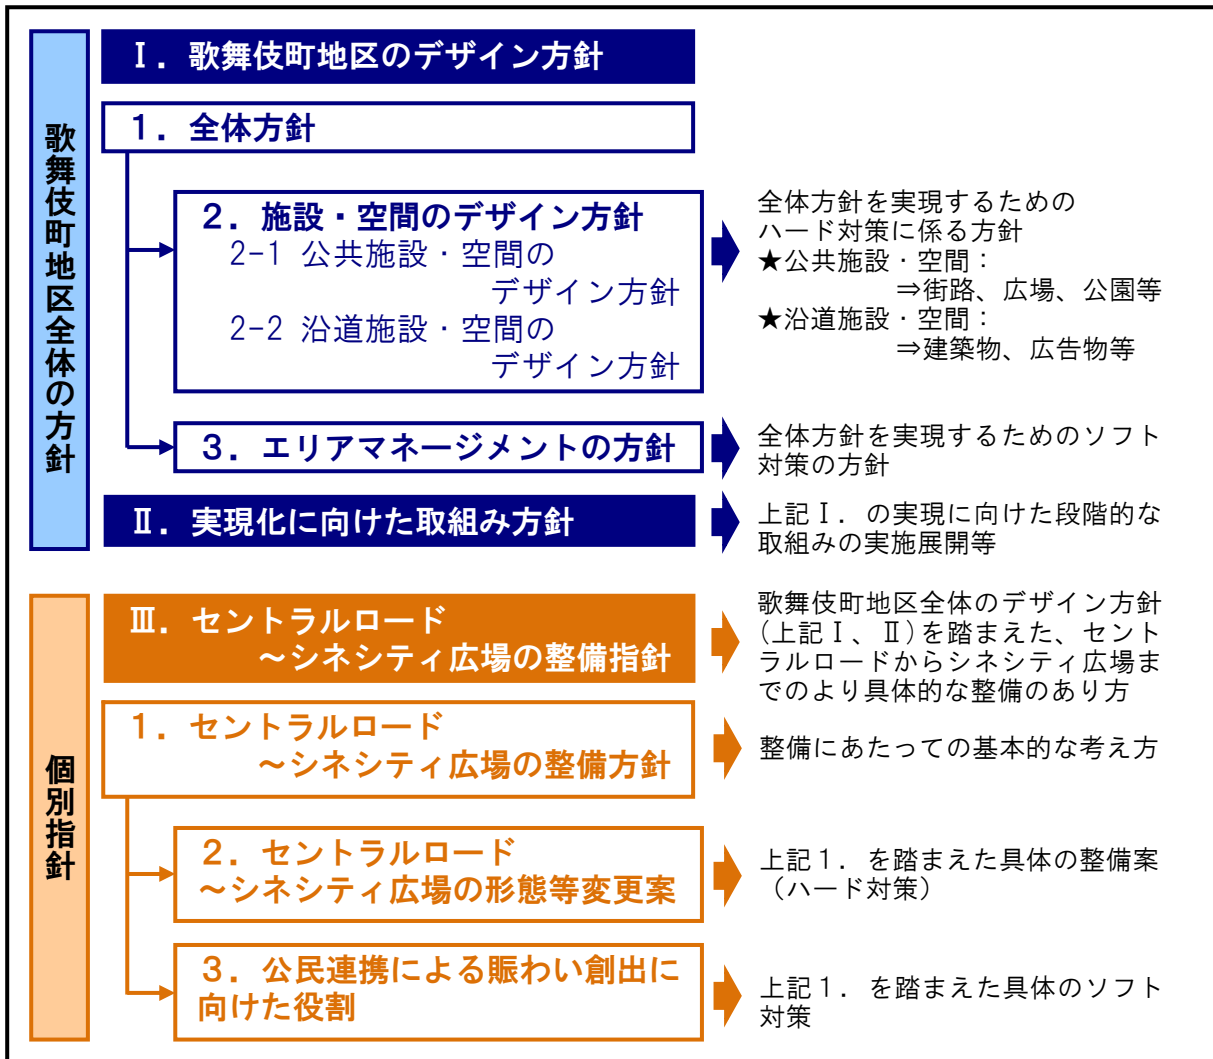 歌舞伎町地区全体の方針
Ⅰ．歌舞伎町地区のデザイン方針
１．全体方針
２．施設・空間のデザイン方針
2-1 公共施設・空間の
デザイン方針
2-2 沿道施設・空間の
デザイン方針
全体方針を実現するための
ハード対策に係る方針
★公共施設・空間：
⇒街路、広場、公園等
★沿道施設・空間：
⇒建築物、広告物等
３．エリアマネージメントの方針
全体方針を実現するためのソフト
対策の方針
Ⅱ．実現化に向けた取組み方針
上記Ⅰ．の実現に向けた段階的な
取組みの実施展開等
個別指針
Ⅲ．セントラルロード
～シネシティ広場の整備指針
歌舞伎町地区全体のデザイン方針
(上記Ⅰ、Ⅱ)を踏まえた、セント
ラルロードからシネシティ広場ま
でのより具体的な整備のあり方
１．セントラルロード
～シネシティ広場の整備方針
整備にあたっての基本的な考え方
２．セントラルロード
～シネシティ広場の形態等変更案
上記１．を踏まえた具体の整備案
（ハード対策）
３．公民連携による賑わい創出に
向けた役割
上記１．を踏まえた具体のソフト
対策